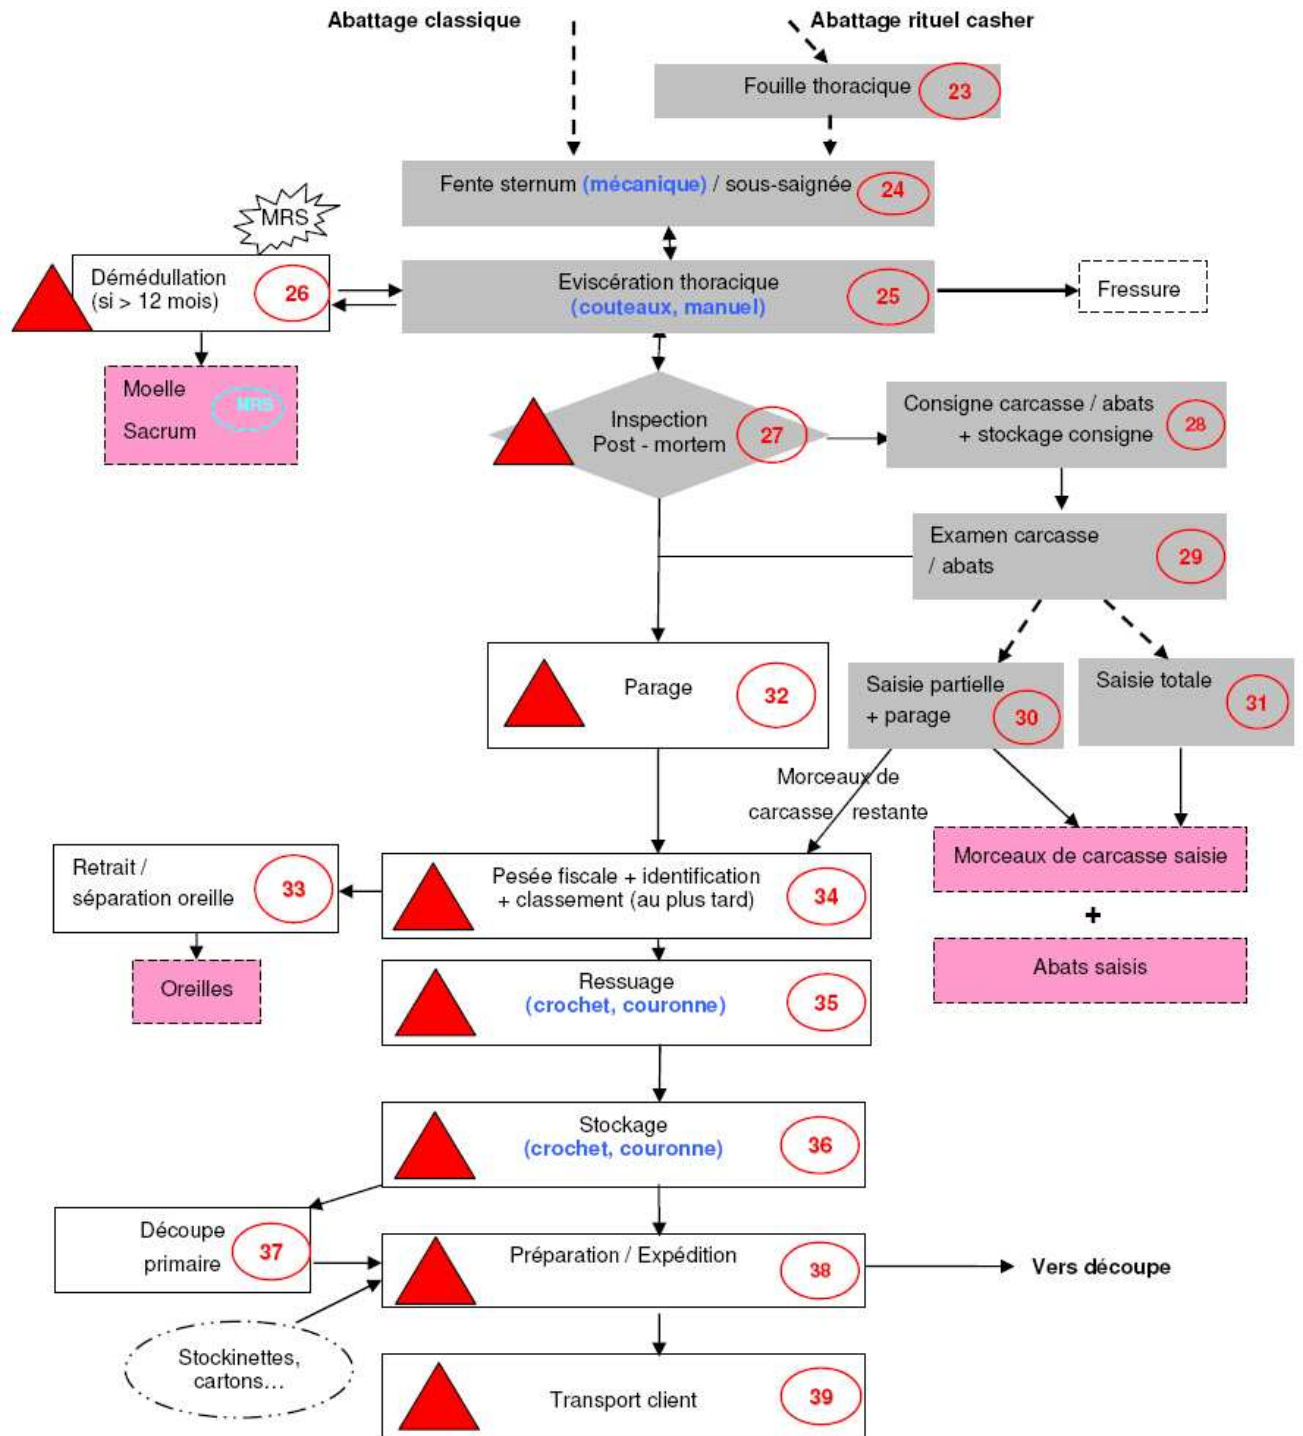 Abattage classique
Abattage rituel casher
Fouille thoracique
23
Fente sternum (mécanique) / sous-saignée
24
MRS
Démédullation
(si > 12 mois)
26
Eviscération thoracique
(couteaux, manuel)
25
Fressure
Moelle
MRS
Sacrum
Inspection
Post - mortem
27
Consigne carcasse / abats
+ stockage consigne
28
Examen carcasse
/ abats
29
Parage
32
Saisie partielle
+ parage
30
Saisie totale
31
Morceaux de
carcasse restante
Morceaux de carcasse saisie
+
Abats saisis
Retrait /
séparation oreille
33
Pesée fiscale + identification
+ classement (au plus tard)
34
Oreilles
Ressuage
(crochet, couronne)
35
Stockage
(crochet, couronne)
36
Découpe
primaire
37
Préparation / Expédition
38
Vers découpe
Stockinettes,
cartons…
Transport client
39